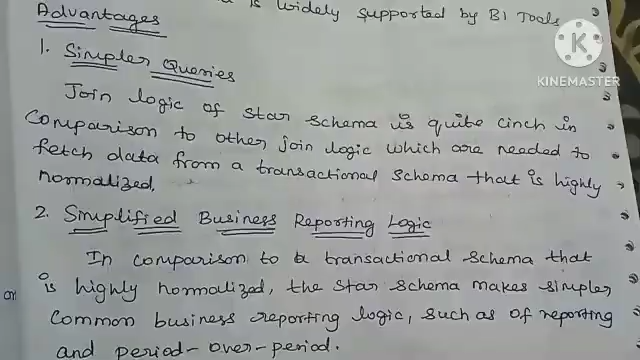 is widely supported by BI Tools
Advantages
1. Simpler Queries
Join logic of star schema is quite cinch in
Comparison to other join logic which are needed to
fetch data from a transactional schema that is highly
normalized.
2. Simplified Business Reporting Logic
In comparison to a transactional schema that
is highly normalized, the star schema makes simpler
common business reporting logic, such as of reporting
and period-over-period.
K
KINEMASTER